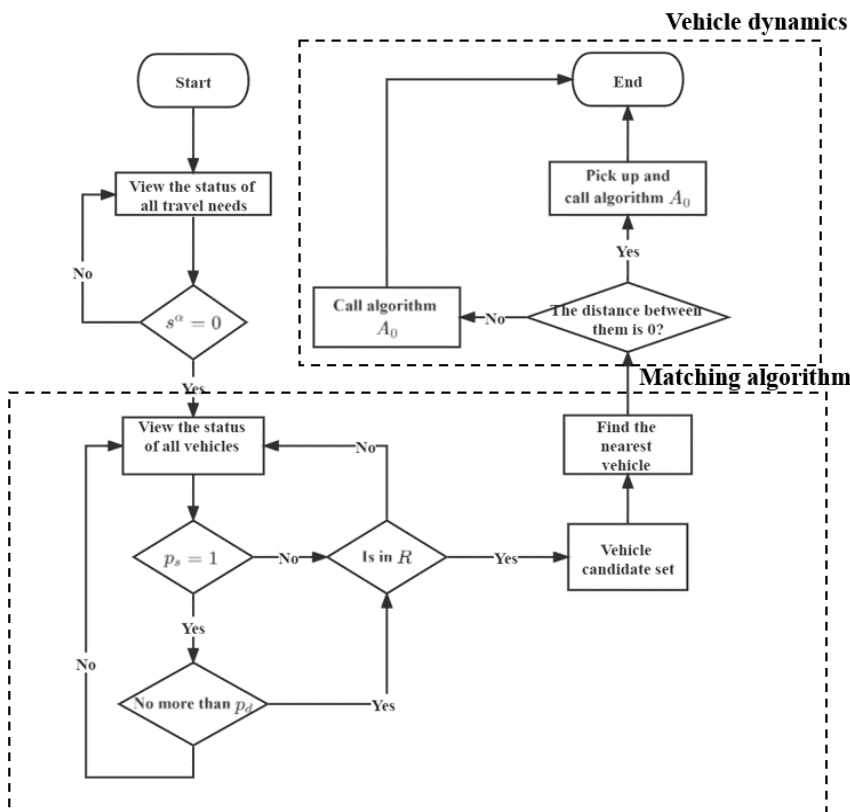 Vehicle dynamics
Start
End
View the status of
all travel needs
Pick up and
call algorithm A₀
No
Yes
sᵅ = 0
Call algorithm
A₀
No
The distance between
them is 0?
Yes
Matching algorithm
View the status
of all vehicles
No
Find the
nearest
vehicle
pₛ = 1
No
Is in R
Yes
Vehicle
candidate set
Yes
No
No more than p_d
Yes